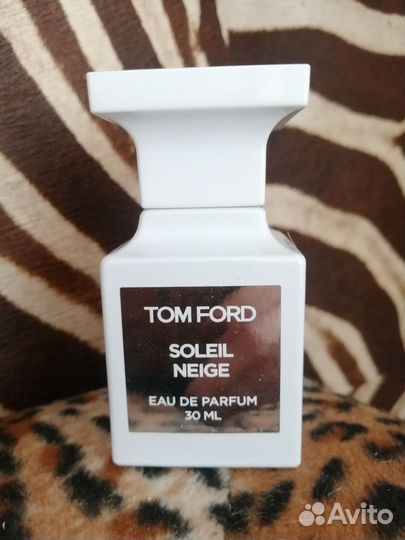 TOM FORD
SOLEIL
NEIGE
EAU DE PARFUM
30 ML
Avito